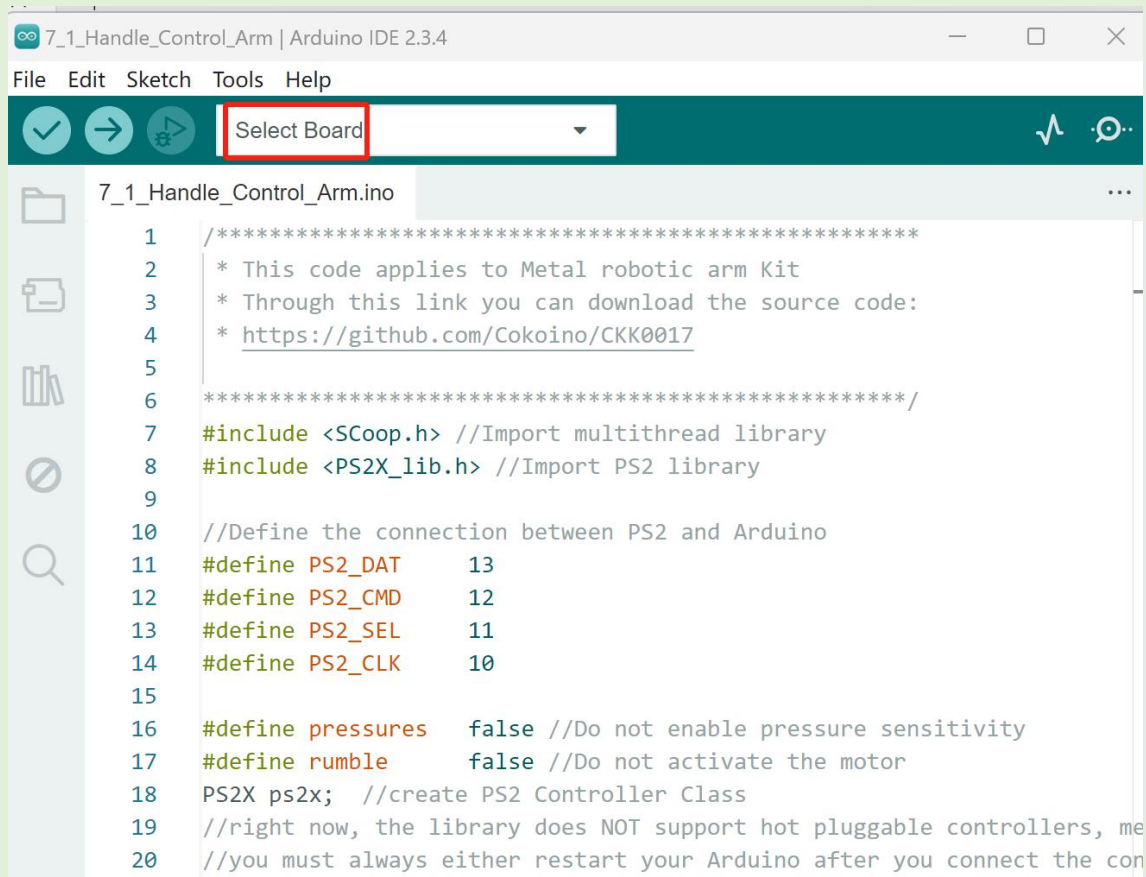 7_1_Handle_Control_Arm | Arduino IDE 2.3.4
File Edit Sketch Tools Help
Select Board
7_1_Handle_Control_Arm.ino
1 /*****************************************************
2 * This code applies to Metal robotic arm Kit
3 * Through this link you can download the source code:
4 * https://github.com/Cokoino/CKK0017
5
6 *****************************************************/
7 #include <SCoop.h> //Import multithread library
8 #include <PS2X_lib.h> //Import PS2 library
9
10 //Define the connection between PS2 and Arduino
11 #define PS2_DAT 13
12 #define PS2_CMD 12
13 #define PS2_SEL 11
14 #define PS2_CLK 10
15
16 #define pressures false //Do not enable pressure sensitivity
17 #define rumble false //Do not activate the motor
18 PS2X ps2x; //create PS2 Controller Class
19 //right now, the library does NOT support hot pluggable controllers, me
20 //you must always either restart your Arduino after you connect the con